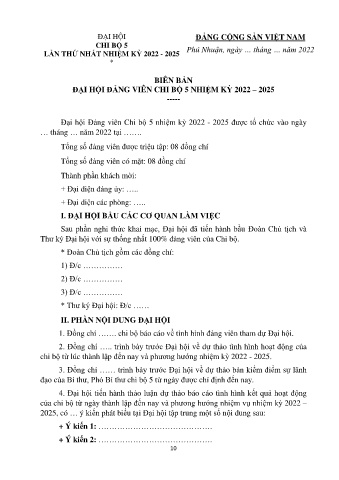 ĐẠI HỘI
CHI BỘ 5
LẦN THỨ NHẤT NHIỆM KỲ 2022 - 2025
*
ĐẢNG CỘNG SẢN VIỆT NAM
Phú Nhuận, ngày … tháng … năm 2022
BIÊN BẢN
ĐẠI HỘI ĐẢNG VIÊN CHI BỘ 5 NHIỆM KỲ 2022 – 2025
-----
Đại hội Đảng viên Chi bộ 5 nhiệm kỳ 2022 - 2025 được tổ chức vào ngày
… tháng … năm 2022 tại …….
Tổng số đảng viên được triệu tập: 08 đồng chí
Tổng số đảng viên có mặt: 08 đồng chí
Thành phần khách mời:
+ Đại diện đảng ủy: …..
+ Đại diện các phòng: …..
I. ĐẠI HỘI BẦU CÁC CƠ QUAN LÀM VIỆC
Sau phần nghi thức khai mạc, Đại hội đã tiến hành bầu Đoàn Chủ tịch và
Thư ký Đại hội với sự thống nhất 100% đảng viên của Chi bộ.
* Đoàn Chủ tịch gồm các đồng chí:
1) Đ/c ……………
2) Đ/c ……………
3) Đ/c ……………
* Thư ký Đại hội: Đ/c ……
II. PHẦN NỘI DUNG ĐẠI HỘI
1. Đồng chí ……. chi bộ báo cáo về tình hình đảng viên tham dự Đại hội.
2. Đồng chí ….. trình bày trước Đại hội về dự thảo tình hình hoạt động của
chi bộ từ lúc thành lập đến nay và phương hướng nhiệm kỳ 2022 - 2025.
3. Đồng chí …… trình bày trước Đại hội về dự thảo bản kiểm điểm sự lãnh
đạo của Bí thư, Phó Bí thư chi bộ 5 từ ngày được chỉ định đến nay.
4. Đại hội tiến hành thảo luận dự thảo báo cáo tình hình kết quả hoạt động
của chi bộ từ ngày thành lập đến nay và phương hướng nhiệm vụ nhiệm kỳ 2022 –
2025, có … ý kiến phát biểu tại Đại hội tập trung một số nội dung sau:
+ Ý kiến 1: ……………………………………
+ Ý kiến 2: ……………………………………
10